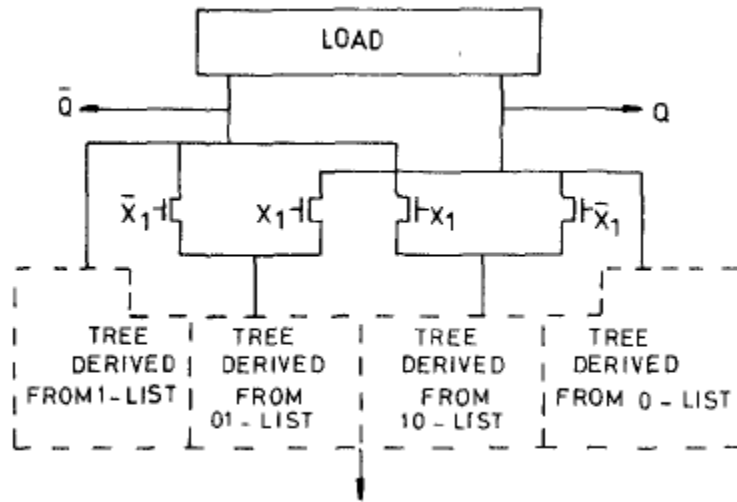 LOAD
Q̄
Q
X̄1
X1
X1
X̄1
TREE DERIVED FROM 1-LIST
TREE DERIVED FROM 01-LIST
TREE DERIVED FROM 10-LIST
TREE DERIVED FROM 0-LIST